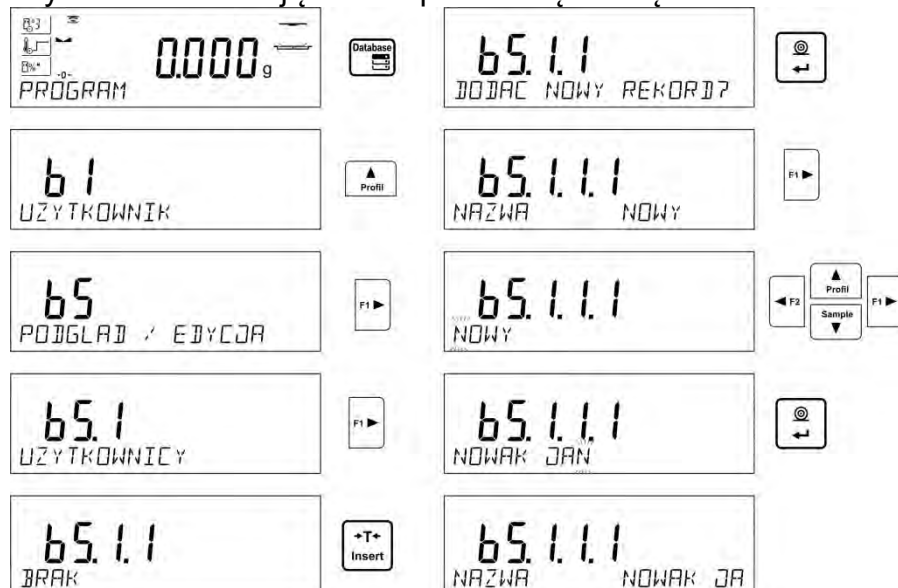 0.000 g
-0-
PROGRAM
Database
b1
UZYTKOWNIK
Profil
b5
PODGLAD / EDYCJA
F1
b5.1
UZYTKOWNICY
F1
b5.1.1
BRAK
T
Insert
b5.1.1
DODAC NOWY REKORD?
b5.1.1.1
NAZWA NOWY
F1
b5.1.1.1
NOWY
F2
Profil
Sample
F1
b5.1.1.1
NOWAK JAN
b5.1.1.1
NAZWA NOWAK JA